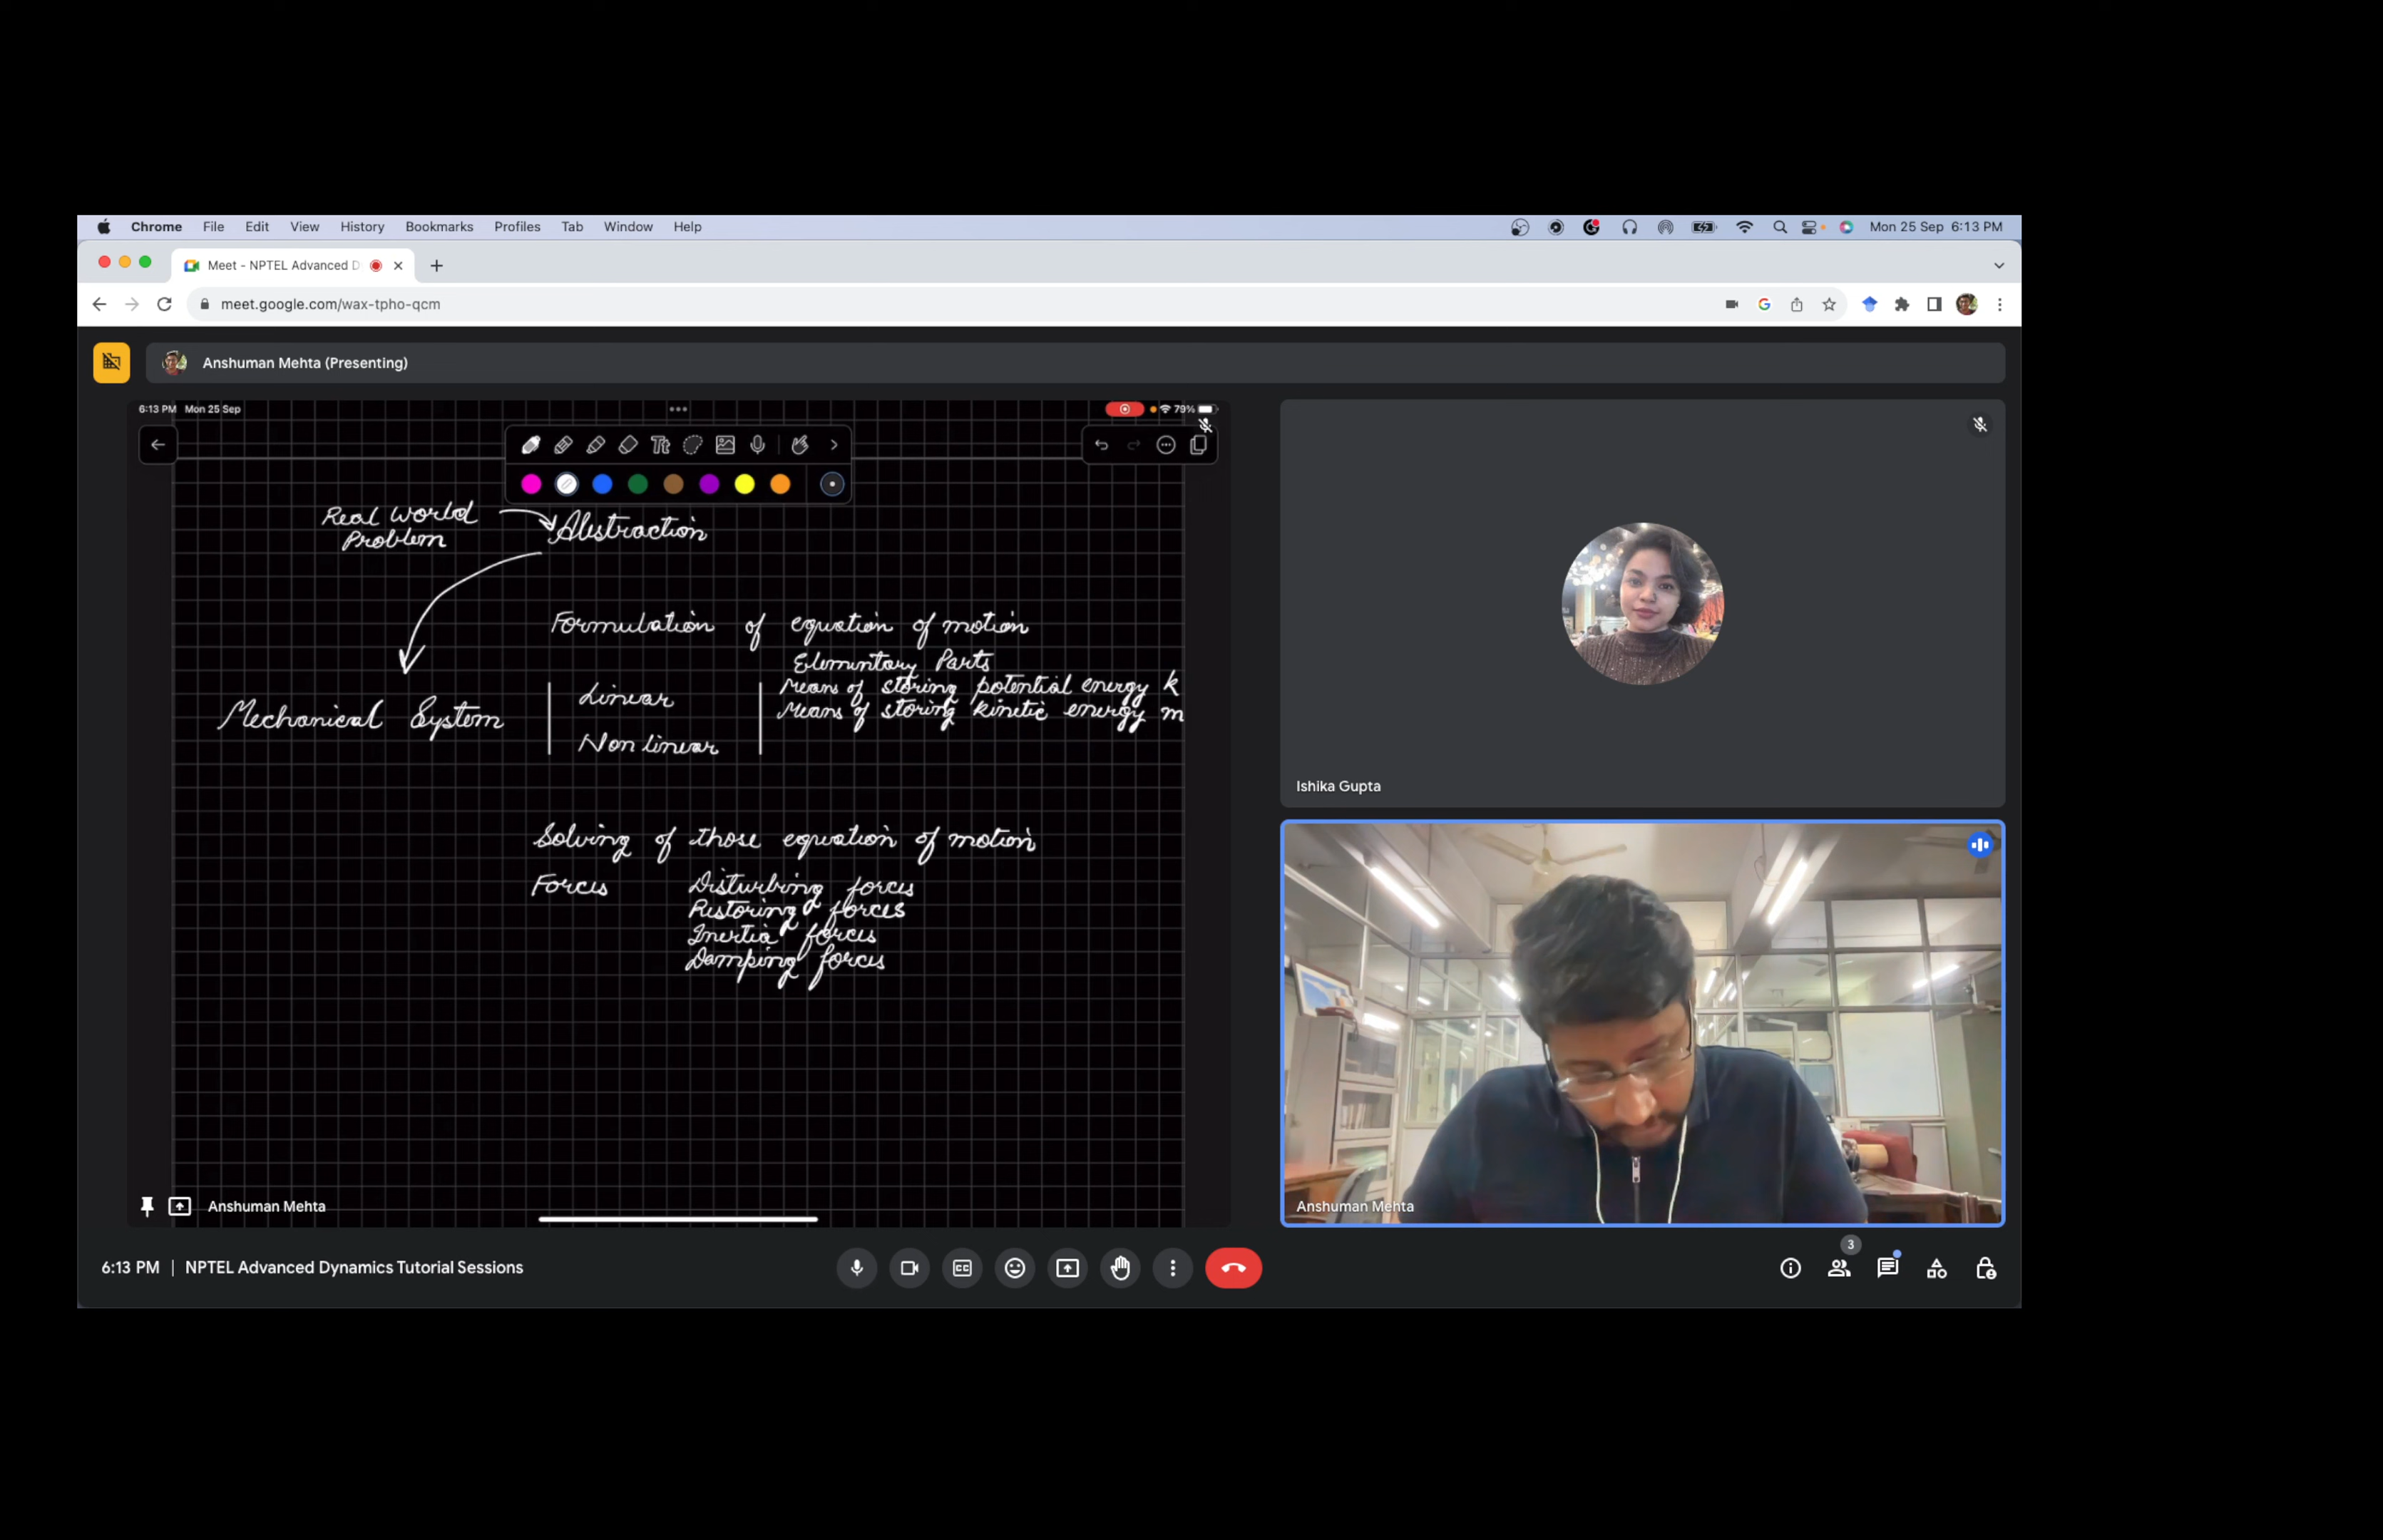 Chrome File Edit View History Bookmarks Profiles Tab Window Help Mon 25 Sep 6:13 PM
Meet - NPTEL Advanced D
meet.google.com/wax-tpho-qcm
Anshuman Mehta (Presenting)
6:13 PM Mon 25 Sep 79%
Tt
Real World
Problem
Abstraction
Formulation of equation of motion
Elementary Parts
Means of storing potential energy k
Means of storing kinetic energy m
Mechanical System
Linear
Non linear
Solving of those equation of motion
Forces Disturbing forces
Restoring forces
Inertia forces
Damping forces
Anshuman Mehta
Ishika Gupta
Anshuman Mehta
6:13 PM | NPTEL Advanced Dynamics Tutorial Sessions
CC
3